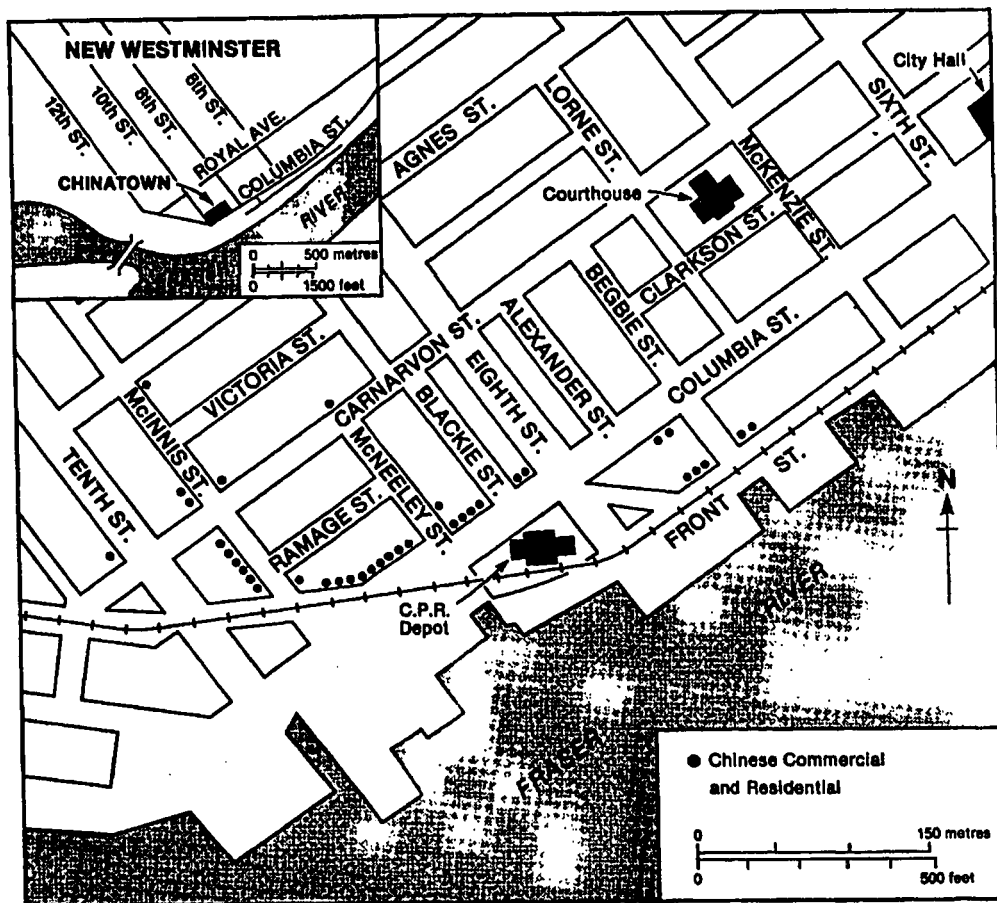 NEW WESTMINSTER
12th ST.
10th ST.
8th ST.
6th ST.
ROYAL AVE.
COLUMBIA ST.
CHINATOWN
RIVER
0 500 metres
0 1500 feet
City Hall
SIXTH ST.
LORNE ST.
AGNES ST.
McKENZIE ST.
Courthouse
CLARKSON ST.
BEGBIE ST.
ALEXANDER ST.
COLUMBIA ST.
CARNARVON ST.
EIGHTH ST.
VICTORIA ST.
BLACKIE ST.
McINNIS ST.
McNEELEY ST.
TENTH ST.
RAMAGE ST.
FRONT ST.
N
C.P.R.
Depot
FRASER RIVER
● Chinese Commercial
and Residential
0 150 metres
0 500 feet